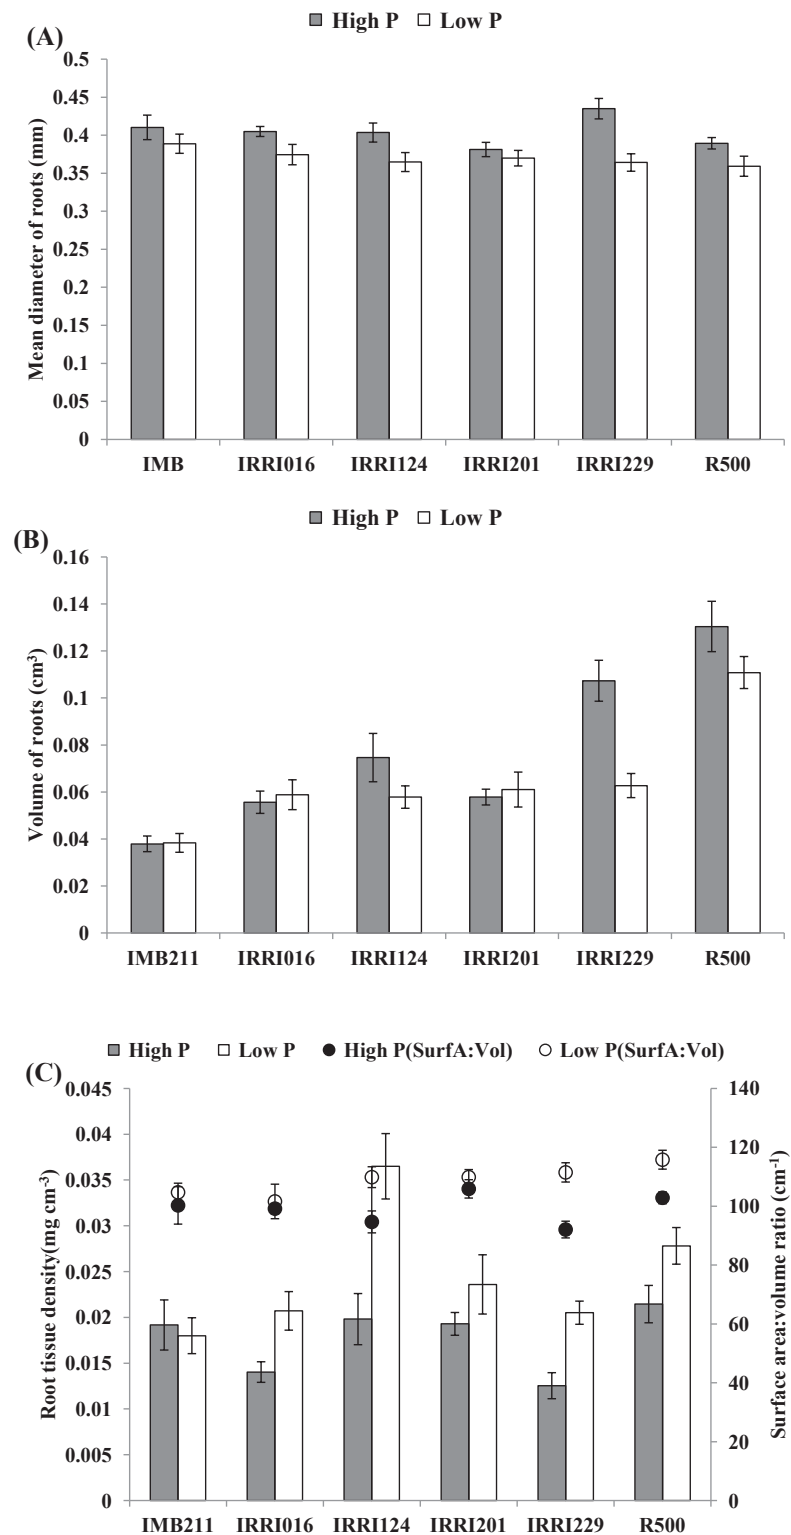 High P Low P
(A)
Mean diameter of roots (mm)
0.5
0.45
0.4
0.35
0.3
0.25
0.2
0.15
0.1
0.05
0
IMB IRRI016 IRRI124 IRRI201 IRRI229 R500
High P Low P
(B)
Volume of roots (cm³)
0.16
0.14
0.12
0.1
0.08
0.06
0.04
0.02
0
IMB211 IRRI016 IRRI124 IRRI201 IRRI229 R500
High P Low P High P(SurfA:Vol) Low P(SurfA:Vol)
(C)
Root tissue density(mg cm⁻³)
0.045
0.04
0.035
0.03
0.025
0.02
0.015
0.01
0.005
0
140
120
100
80
60
40
20
0
Surface area:volume ratio (cm⁻¹)
IMB211 IRRI016 IRRI124 IRRI201 IRRI229 R500